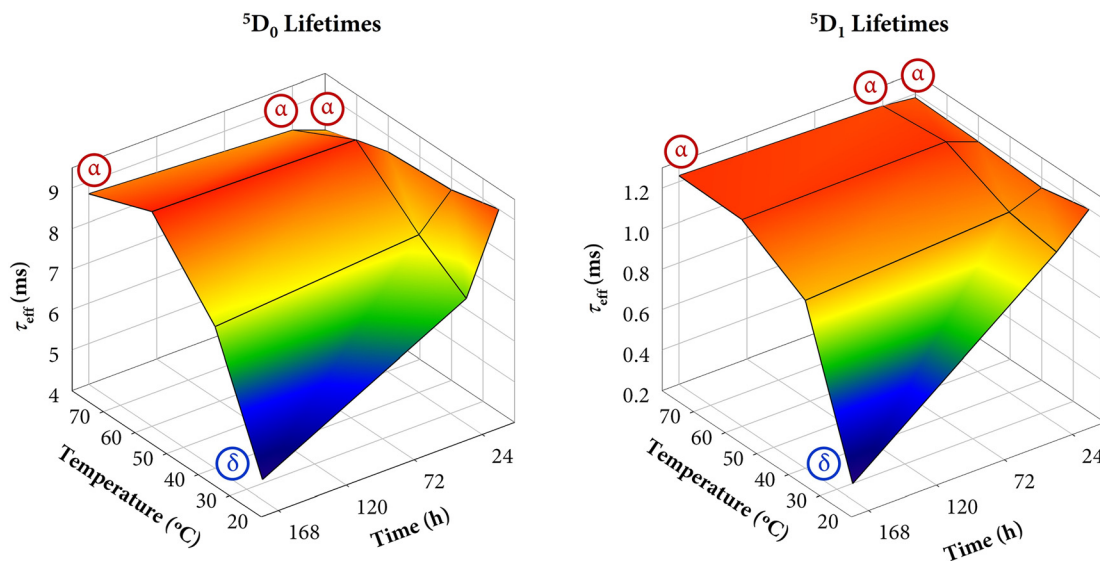 ⁵D₀ Lifetimes
α
α
α
9
8
7
6
5
4
τeff (ms)
70
60
50
40
30
20
Temperature (°C)
δ
168
120
72
24
Time (h)
⁵D₁ Lifetimes
α
α
α
1.2
1.0
0.8
0.6
0.4
0.2
τeff (ms)
70
60
50
40
30
20
Temperature (°C)
δ
168
120
72
24
Time (h)